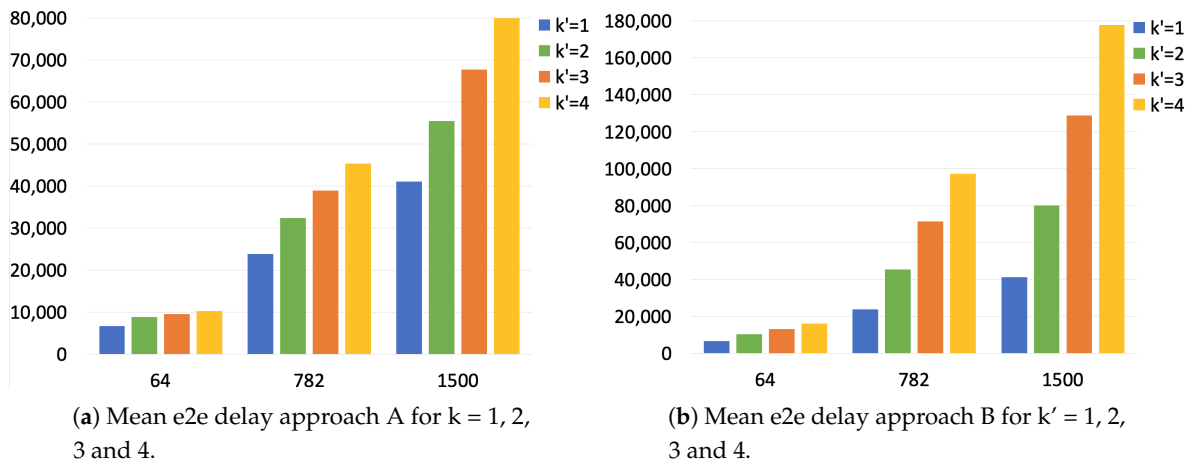 80,000
70,000
60,000
50,000
40,000
30,000
20,000
10,000
0
64
782
1500
k'=1
k'=2
k'=3
k'=4
(a) Mean e2e delay approach A for k = 1, 2,
3 and 4.
180,000
160,000
140,000
120,000
100,000
80,000
60,000
40,000
20,000
0
64
782
1500
k'=1
k'=2
k'=3
k'=4
(b) Mean e2e delay approach B for k′ = 1, 2,
3 and 4.